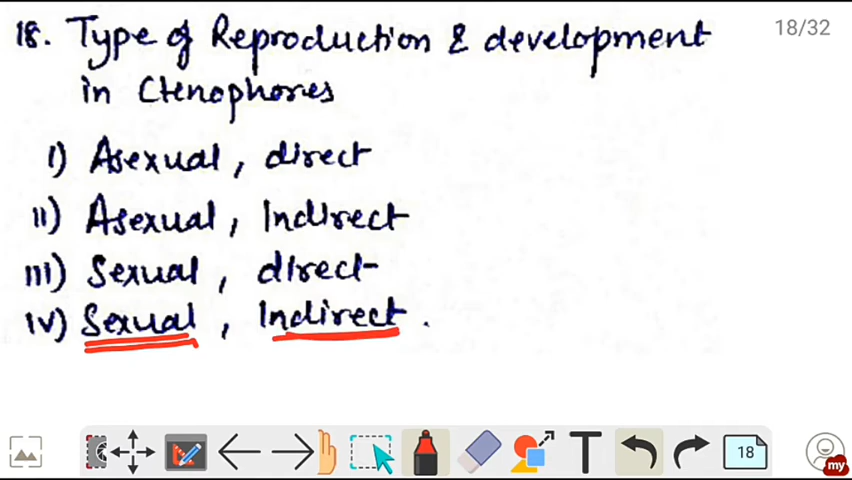 18. Type of Reproduction & development
18/32
in Ctenophores
i) Asexual, direct
ii) Asexual, Indirect
iii) Sexual, direct
iv) Sexual, Indirect.
T
18
my